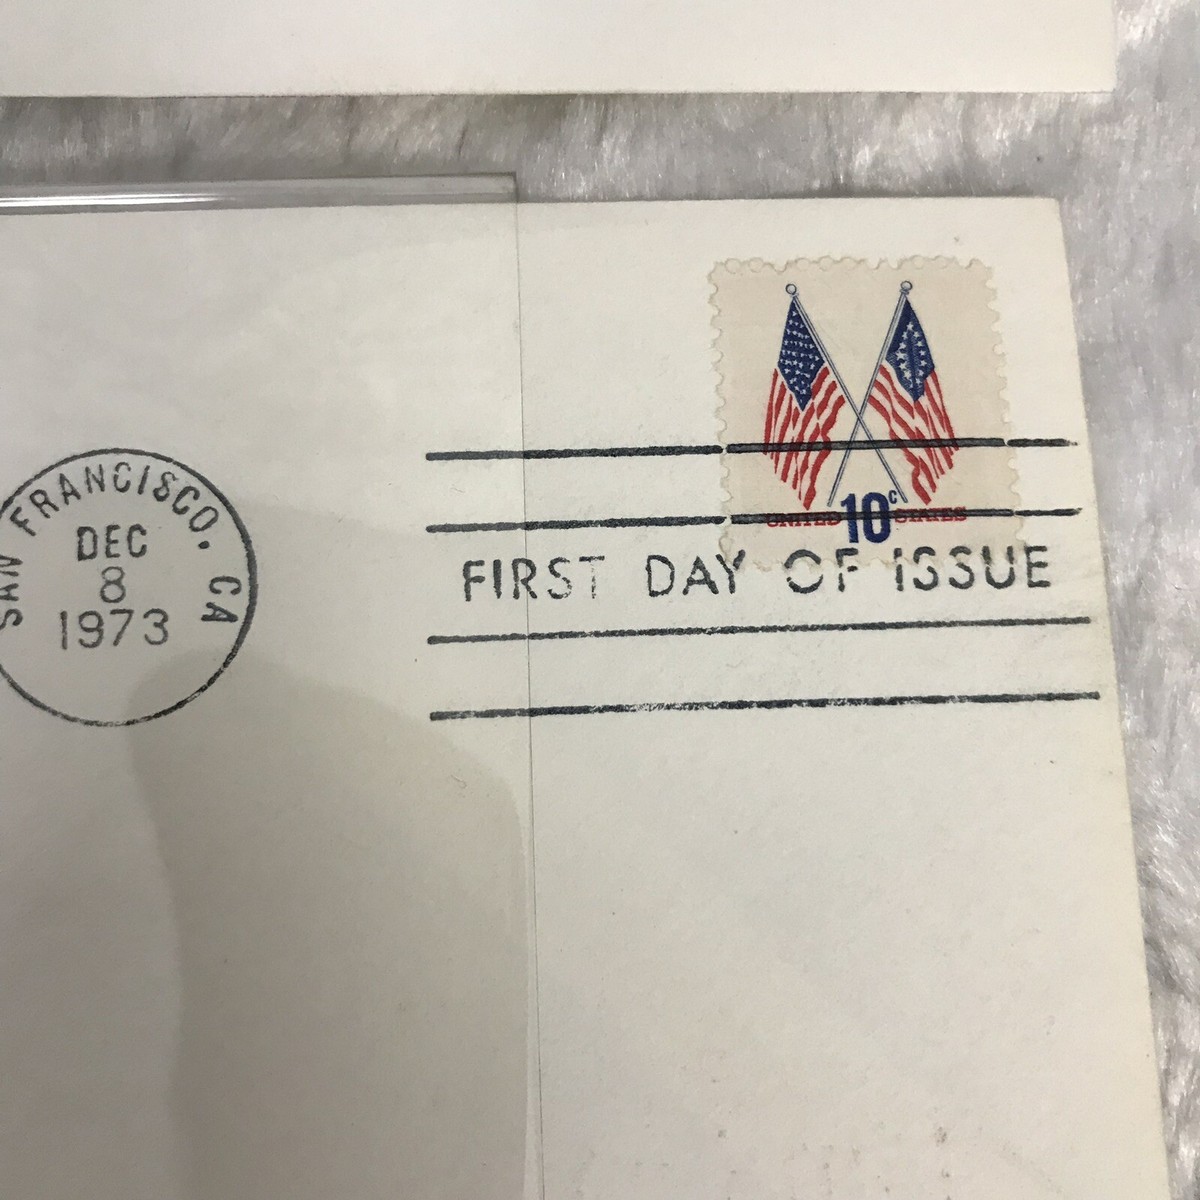 SAN FRANCISCO. CA
DEC
8
1973
10c
UNITED STATES
FIRST DAY OF ISSUE